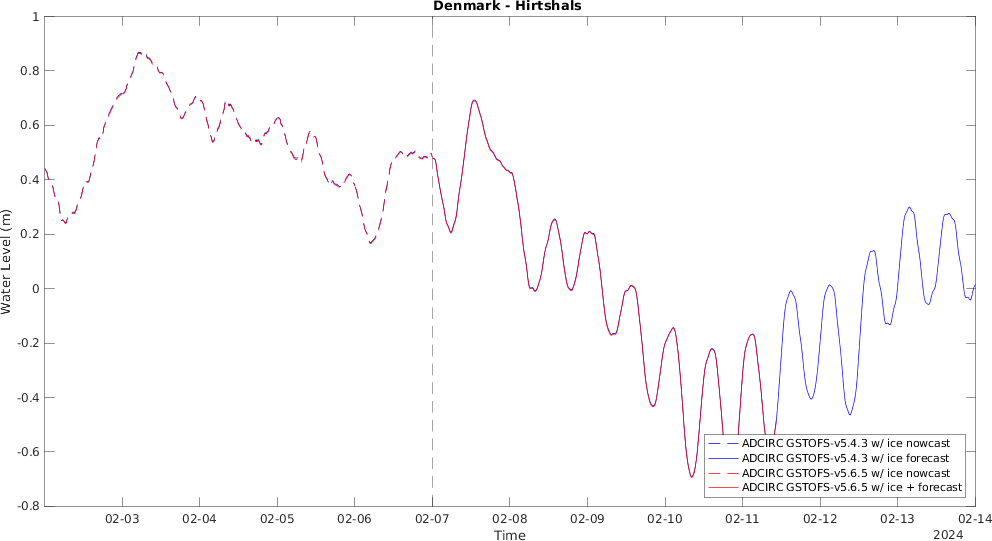 Denmark - Hirtshals
1
0.8
0.6
0.4
0.2
0
-0.2
-0.4
-0.6
-0.8
Water Level (m)
ADCIRC GSTOFS-v5.4.3 w/ ice nowcast
ADCIRC GSTOFS-v5.4.3 w/ ice forecast
ADCIRC GSTOFS-v5.6.5 w/ ice nowcast
ADCIRC GSTOFS-v5.6.5 w/ ice + forecast
02-03 02-04 02-05 02-06 02-07 02-08 02-09 02-10 02-11 02-12 02-13 02-14
Time
2024